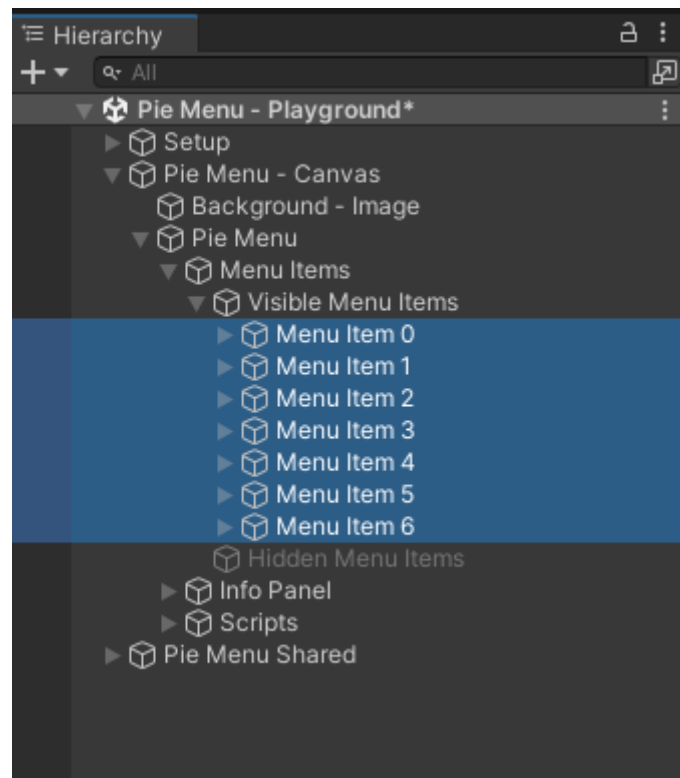 Hierarchy
All
Pie Menu - Playground*
Setup
Pie Menu - Canvas
Background - Image
Pie Menu
Menu Items
Visible Menu Items
Menu Item 0
Menu Item 1
Menu Item 2
Menu Item 3
Menu Item 4
Menu Item 5
Menu Item 6
Hidden Menu Items
Info Panel
Scripts
Pie Menu Shared